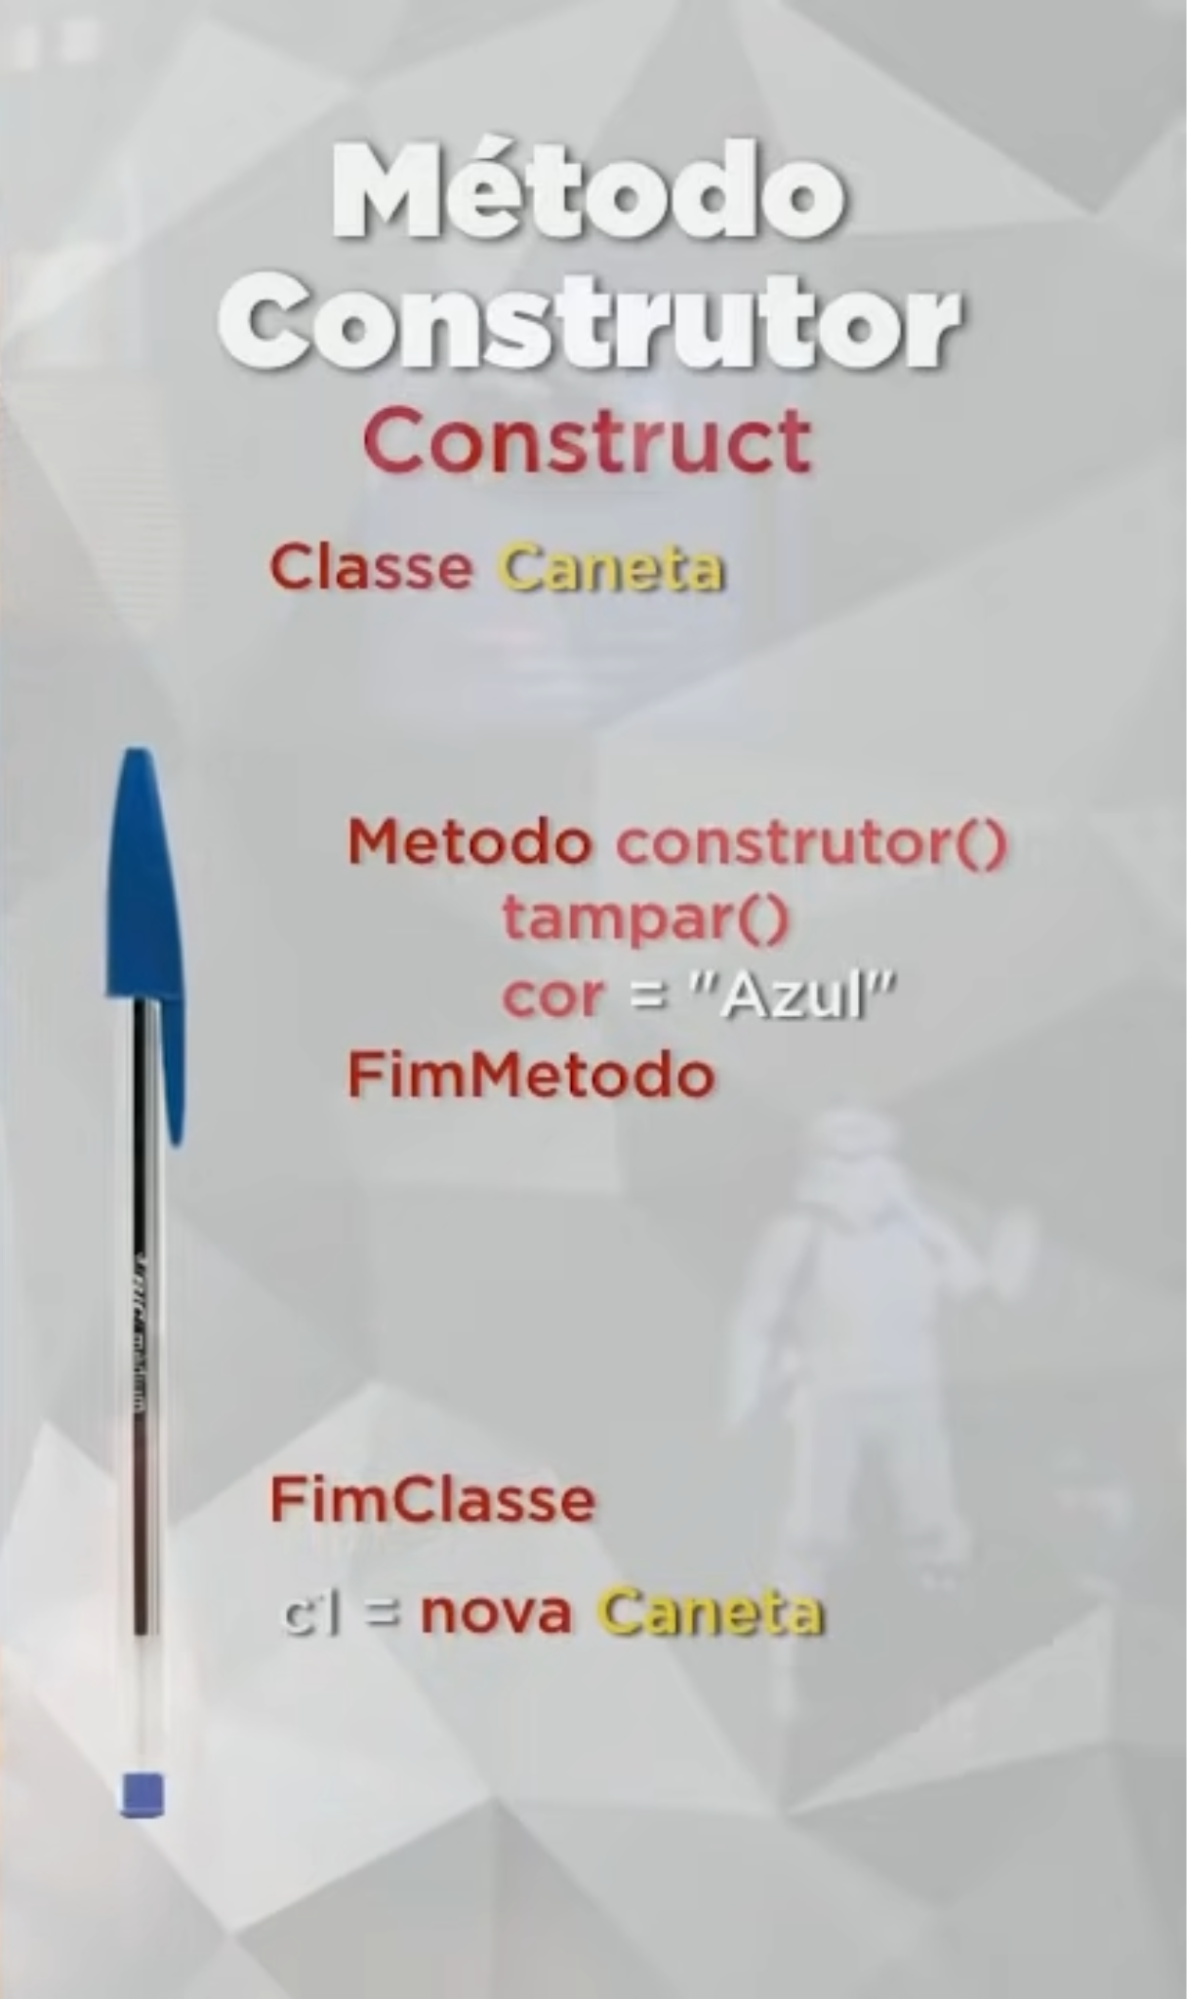 Método
Construtor
Construct
Classe Caneta
Metodo construtor()
tampar()
cor = "Azul"
FimMetodo
FimClasse
c1 = nova Caneta